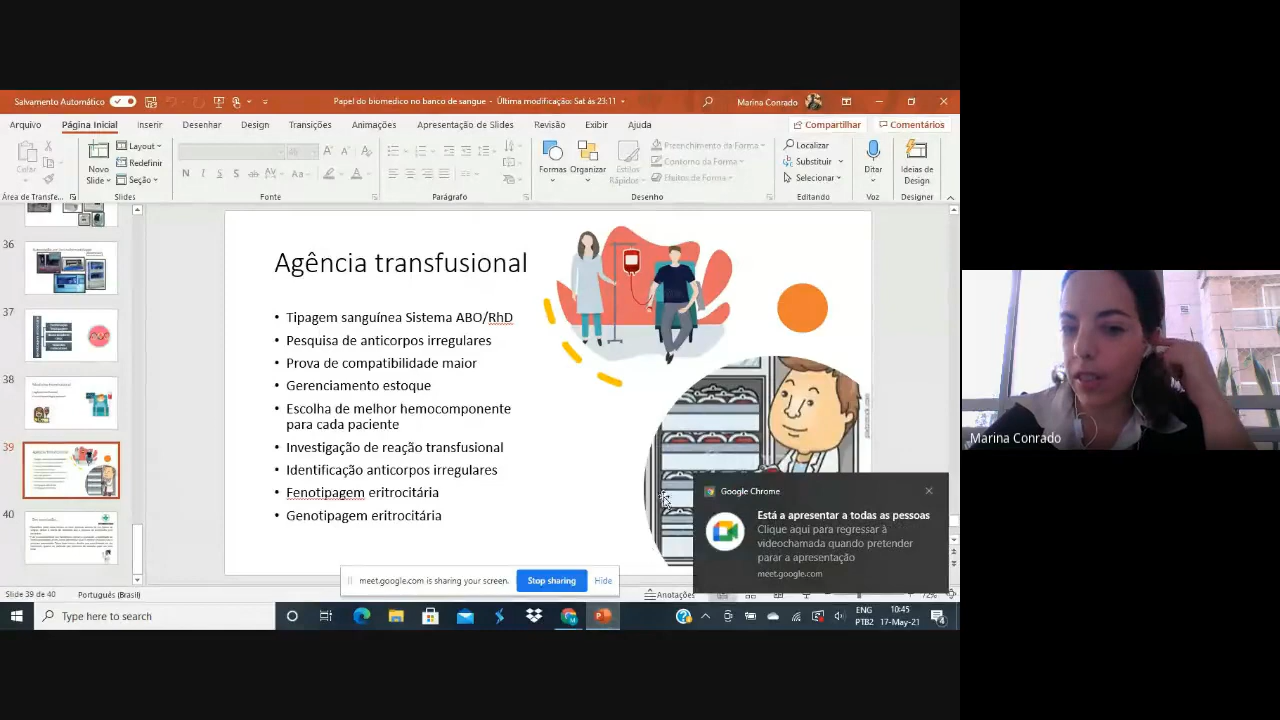 Salvamento Automático
Papel do biomedico no banco de sangue - Última modificação: Sat às 23:11
Marina Conrado
Arquivo Página Inicial Inserir Desenhar Design Transições Animações Apresentação de Slides Revisão Exibir Ajuda Compartilhar Comentários
Colar
Novo
Slide
Layout
Redefinir
Seção
N I S
Formas
Organizar
Estilos
Rápidos
Preenchimento da Forma
Contorno da Forma
Efeitos de Forma
Localizar
Substituir
Selecionar
Ditar
Ideias de
Design
Área de Transfe... Slides Fonte Parágrafo Desenho Editando Voz Designer
36
37
38
39
40
Agência transfusional
• Tipagem sanguínea Sistema ABO/RhD
• Pesquisa de anticorpos irregulares
• Prova de compatibilidade maior
• Gerenciamento estoque
• Escolha de melhor hemocomponente
para cada paciente
• Investigação de reação transfusional
• Identificação anticorpos irregulares
• Fenotipagem eritrocitária
• Genotipagem eritrocitária
Google Chrome
Está a apresentar a todas as pessoas
Clique aqui para regressar à
videochamada quando pretender
parar a apresentação
meet.google.com
meet.google.com is sharing your screen. Stop sharing Hide
Slide 39 de 40 Português (Brasil) Anotações 72%
Type here to search
ENG
PTB2
10:45
17-May-21
4
Marina Conrado